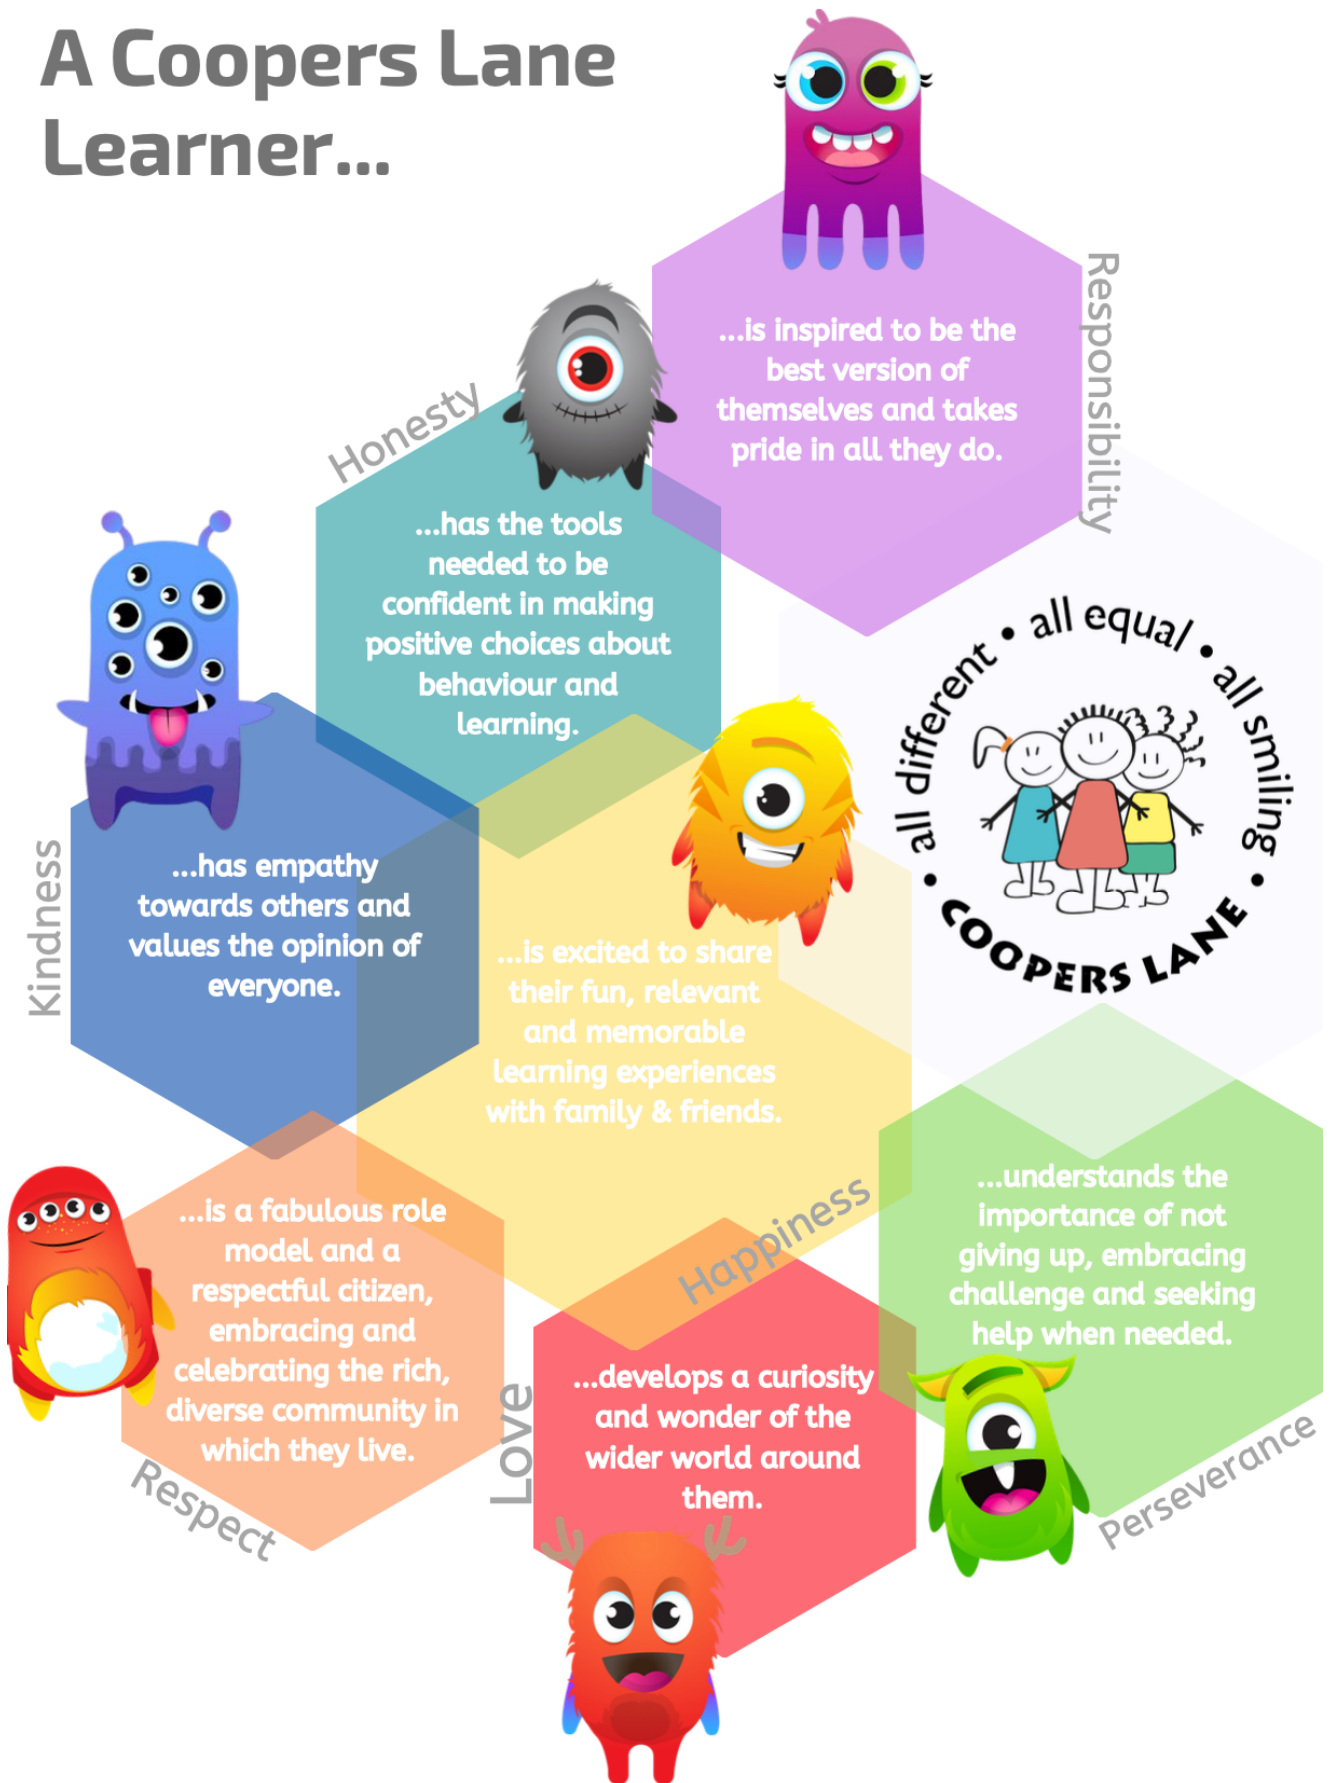 A Coopers Lane
Learner...
Responsibility
...is inspired to be the
best version of
themselves and takes
pride in all they do.
Honesty
...has the tools
needed to be
confident in making
positive choices about
behaviour and
learning.
all different • all equal • all smiling
• COOPERS LANE •
Kindness
...has empathy
towards others and
values the opinion of
everyone.
...is excited to share
their fun, relevant
and memorable
learning experiences
with family & friends.
Happiness
...understands the
importance of not
giving up, embracing
challenge and seeking
help when needed.
Perseverance
...is a fabulous role
model and a
respectful citizen,
embracing and
celebrating the rich,
diverse community in
which they live.
Respect
Love
...develops a curiosity
and wonder of the
wider world around
them.